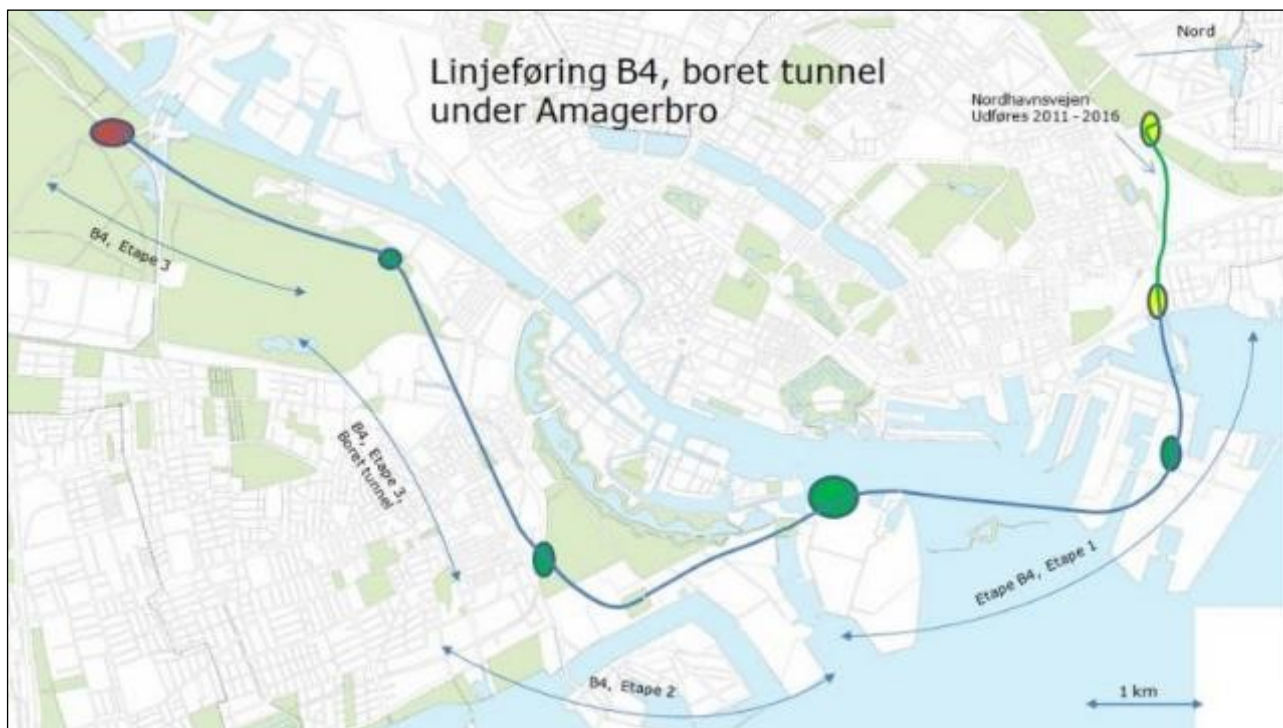 Linjeføring B4, boret tunnel
under Amagerbro
Nord
Nordhavnsvejen
Udføres 2011 - 2016
B4, Etape 3
B4, Etape 3,
Boret tunnel
Etape B4, Etape 1
B4, Etape 2
1 km